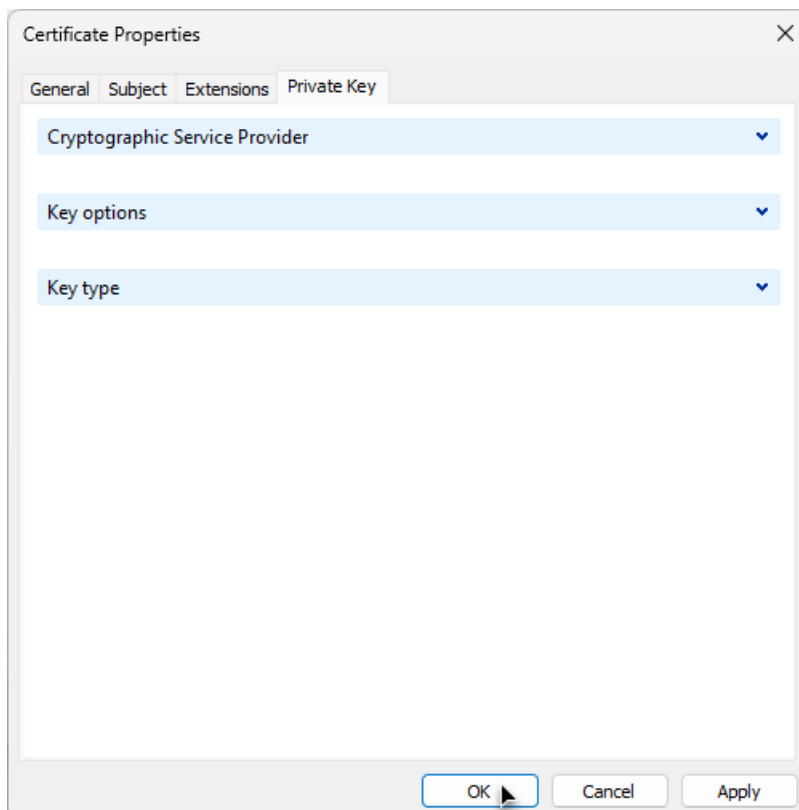 Certificate Properties
General Subject Extensions Private Key
Cryptographic Service Provider
Key options
Key type
OK Cancel Apply